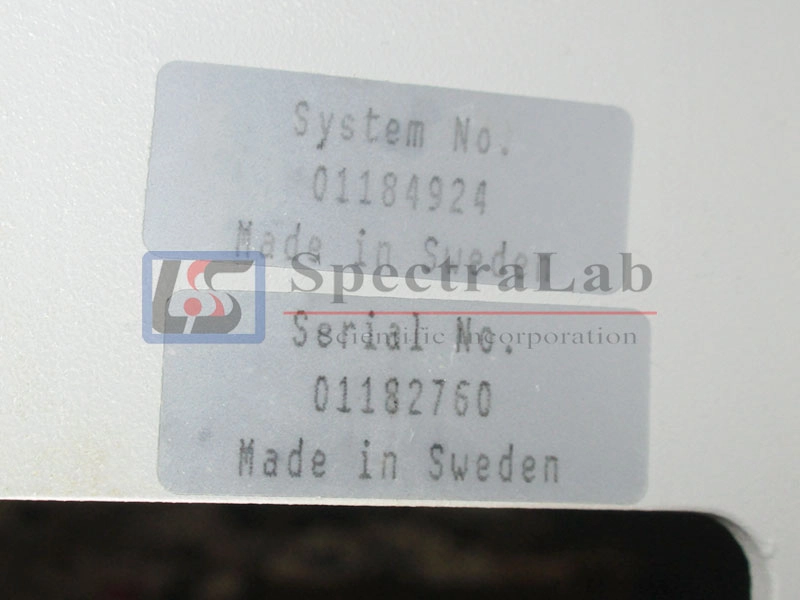 System No.
01184924
Made in Sweden
SpectraLab
Scientific Incorporation
Serial No.
01182760
Made in Sweden